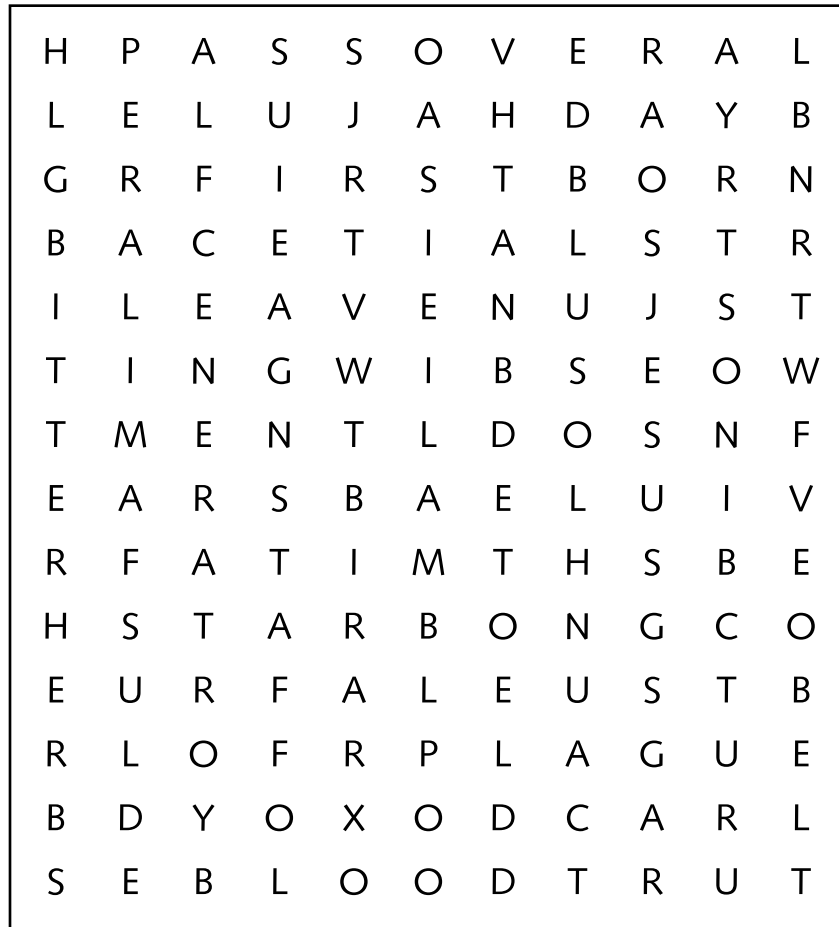 H P A S S O V E R A L
L E L U J A H D A Y B
G R F I R S T B O R N
B A C E T I A L S T R
I L E A V E N U J S T
T I N G W I B S E O W
T M E N T L D O S N F
E A R S B A E L U I V
R F A T I M T H S B E
H S T A R B O N G C O
E U R F A L E U S T B
R L O F R P L A G U E
B D Y O X O D C A R L
S E B L O O D T R U T